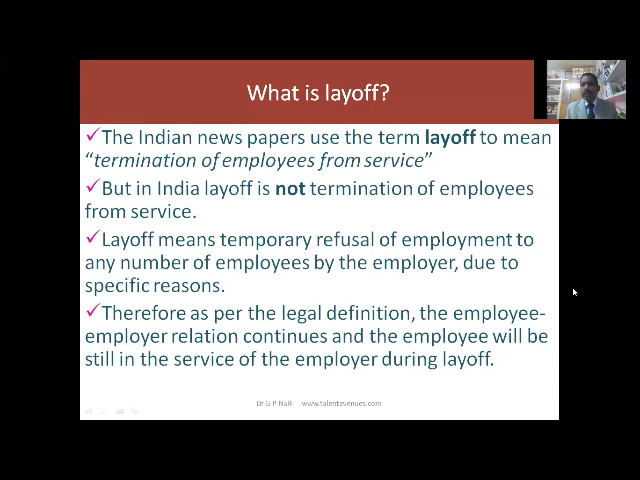 What is layoff?
✓The Indian news papers use the term layoff to mean
“termination of employees from service”
✓But in India layoff is not termination of employees
from service.
✓Layoff means temporary refusal of employment to
any number of employees by the employer, due to
specific reasons.
✓Therefore as per the legal definition, the employee-
employer relation continues and the employee will be
still in the service of the employer during layoff.
Dr G P Naik www.talentavenues.com